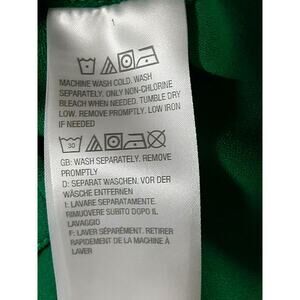 MACHINE WASH COLD. WASH
SEPARATELY. ONLY NON-CHLORINE
BLEACH WHEN NEEDED. TUMBLE DRY
LOW. REMOVE PROMPTLY. LOW IRON
IF NEEDED
30
GB: WASH SEPARATELY. REMOVE
PROMPTLY
D: SEPARAT WASCHEN. VOR DER
WÄSCHE ENTFERNEN
I: LAVARE SEPARATAMENTE.
RIMUOVERE SUBITO DOPO IL
LAVAGGIO
F: LAVER SÉPARÉMENT. RETIRER
RAPIDEMENT DE LA MACHINE À
LAVER